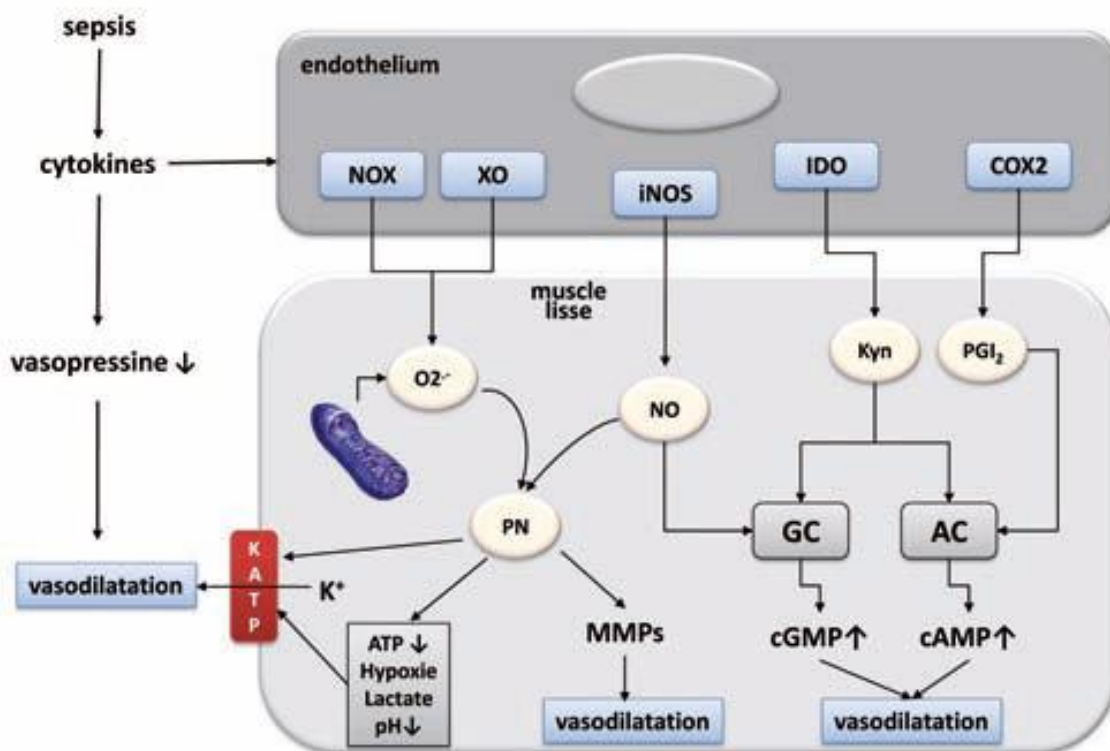 sepsis
endothelium
cytokines
NOX
XO
iNOS
IDO
COX2
muscle
lisse
vasopressine ↓
O2·-
NO
Kyn
PGI₂
PN
GC
AC
K
A
T
P
vasodilatation
K⁺
ATP ↓
Hypoxie
Lactate
pH↓
MMPs
cGMP↑
cAMP↑
vasodilatation
vasodilatation